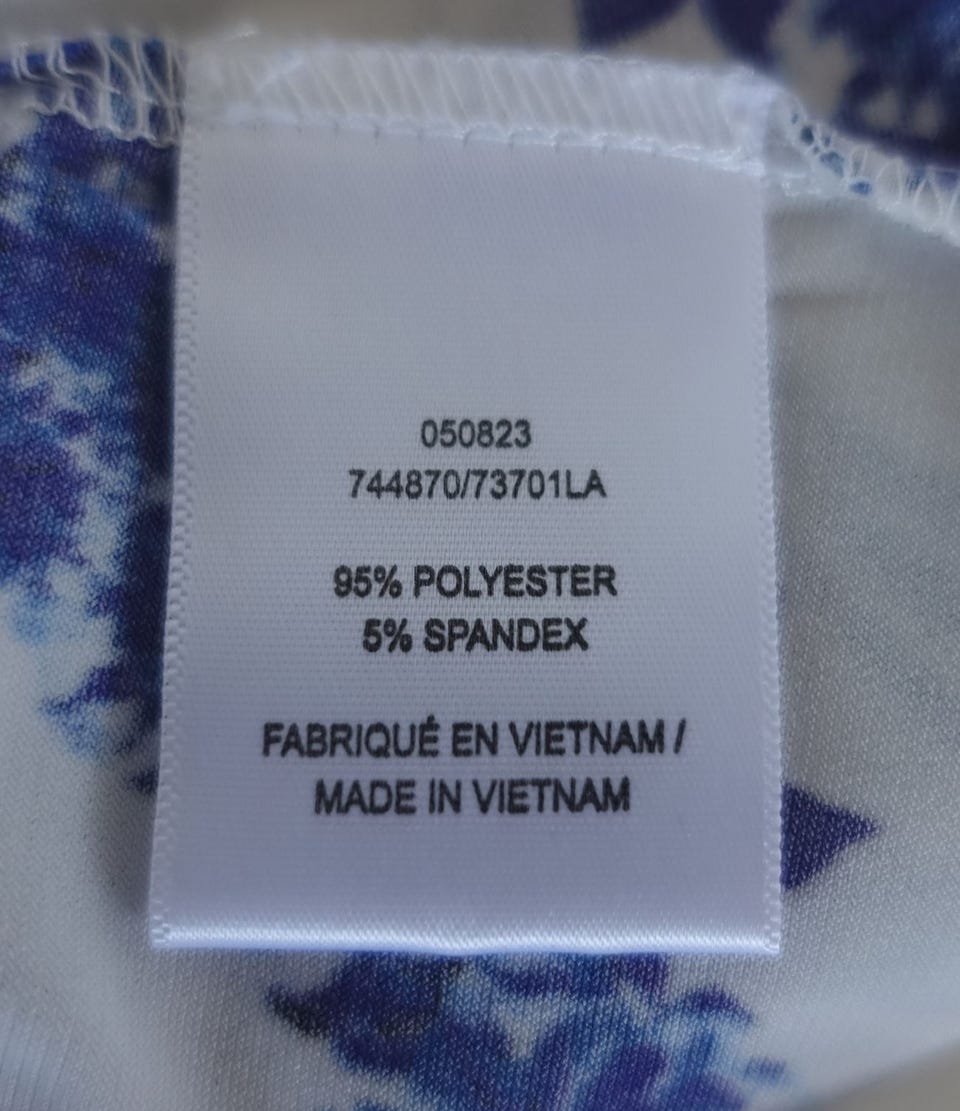 050823
744870/73701LA
95% POLYESTER
5% SPANDEX
FABRIQUÉ EN VIETNAM /
MADE IN VIETNAM